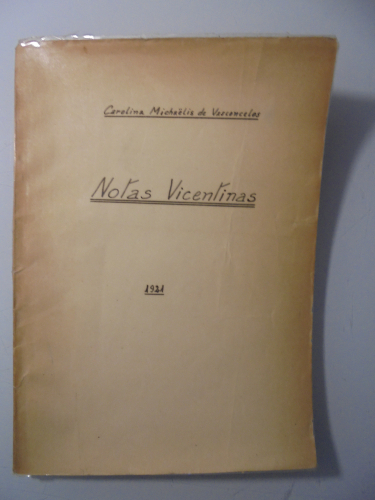 Carolina Michaëlis de Vasconcelos
Notas Vicentinas
1921